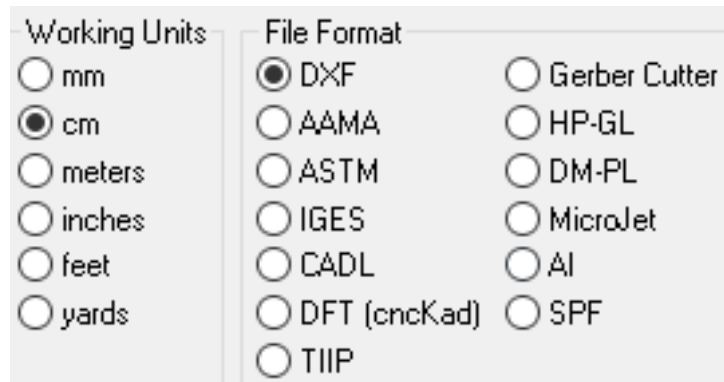 Working Units
mm
cm
meters
inches
feet
yards
File Format
DXF
AAMA
ASTM
IGES
CADL
DFT (cncKad)
TIIP
Gerber Cutter
HP-GL
DM-PL
MicroJet
AI
SPF